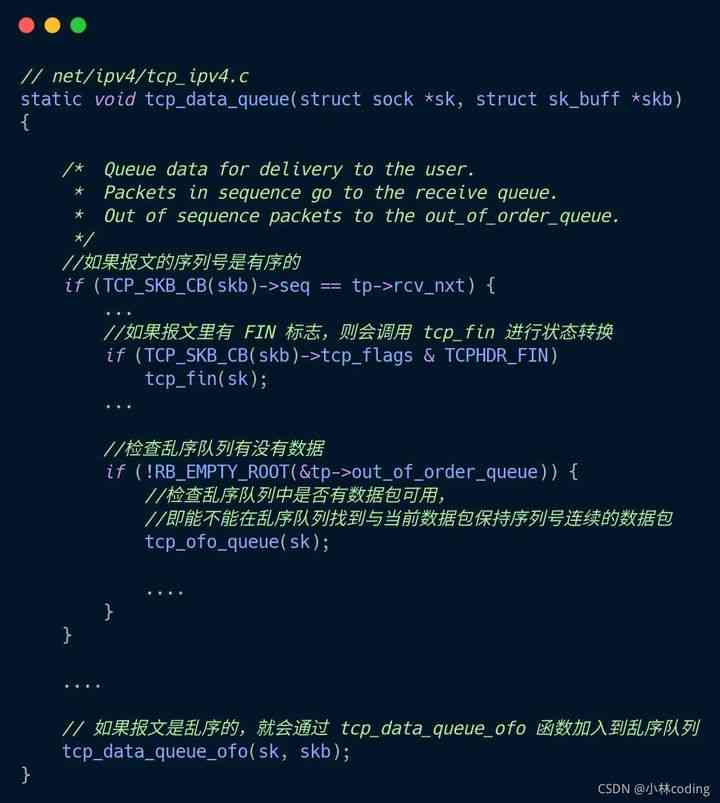 // net/ipv4/tcp_ipv4.c
static void tcp_data_queue(struct sock *sk, struct sk_buff *skb)
{
/*  Queue data for delivery to the user.
*  Packets in sequence go to the receive queue.
*  Out of sequence packets to the out_of_order_queue.
*/
//如果报文的序列号是有序的
if (TCP_SKB_CB(skb)->seq == tp->rcv_nxt) {
...
//如果报文里有 FIN 标志，则会调用 tcp_fin 进行状态转换
if (TCP_SKB_CB(skb)->tcp_flags & TCPHDR_FIN)
tcp_fin(sk);
...
//检查乱序队列有没有数据
if (!RB_EMPTY_ROOT(&tp->out_of_order_queue)) {
//检查乱序队列中是否有数据包可用，
//即能不能在乱序队列找到与当前数据包保持序列号连续的数据包
tcp_ofo_queue(sk);
....
}
}
....
// 如果报文是乱序的，就会通过 tcp_data_queue_ofo 函数加入到乱序队列
tcp_data_queue_ofo(sk, skb);
}
CSDN @小林coding